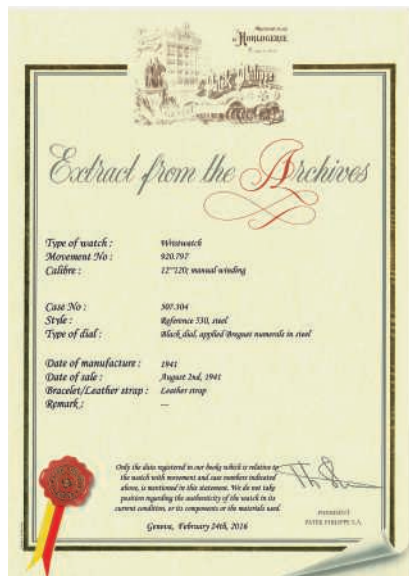 HORLOGERIE
Patek Philippe
Extract from the Archives
Type of watch : Wristwatch
Movement No : 920.797
Calibre : 12'''120; manual winding
Case No : 507.504
Style : Reference 530, steel
Type of dial : Black dial, applied Breguet numerals in steel
Date of manufacture : 1941
Date of sale : August 2nd, 1941
Bracelet/Leather strap : Leather strap
Remark : ---
Only the data registered in our books which is relative to
the watch with movement and case numbers indicated
above, is mentioned in this statement. We do not take
position regarding the authenticity of the watch in its
current condition, or its components or the materials used.
Geneva, February 24th, 2016
PATEK PHILIPPE S.A.